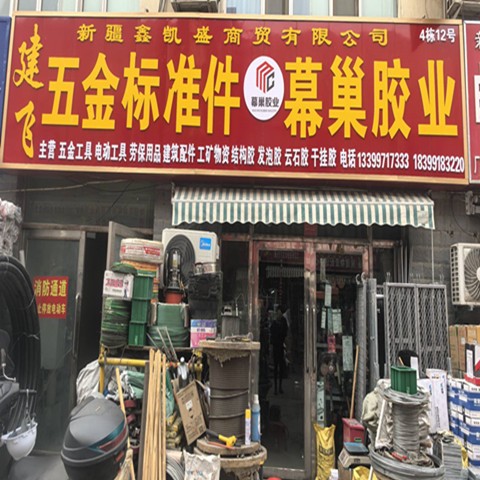 新疆鑫凯盛商贸有限公司
4栋12号
建飞
五金标准件
幕巢胶业
幕巢胶业
主营 五金工具 电动工具 劳保用品 建筑配件 工矿物资 结构胶 发泡胶 云石胶 干挂胶 电话 13399717333 18399183220
消防通道
Midea